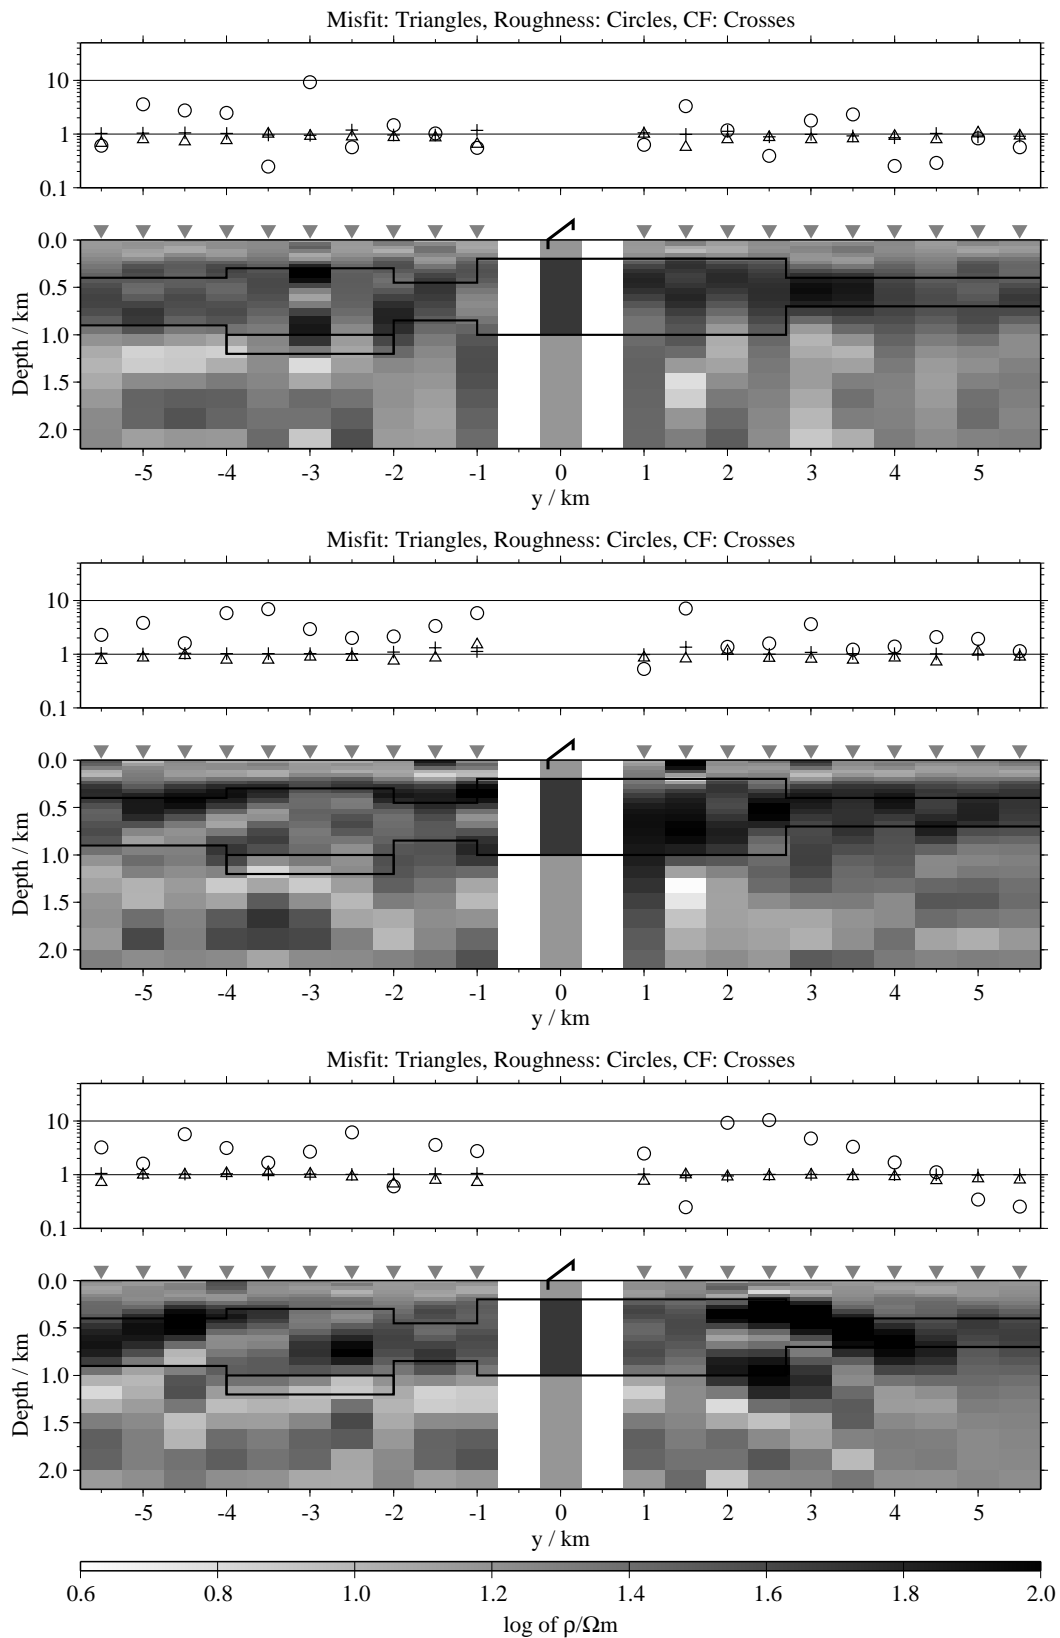 Misfit: Triangles, Roughness: Circles, CF: Crosses
10
1
0.1
0.0
0.5
1.0
1.5
2.0
Depth / km
-5 -4 -3 -2 -1 0 1 2 3 4 5
y / km
Misfit: Triangles, Roughness: Circles, CF: Crosses
10
1
0.1
0.0
0.5
1.0
1.5
2.0
Depth / km
-5 -4 -3 -2 -1 0 1 2 3 4 5
y / km
Misfit: Triangles, Roughness: Circles, CF: Crosses
10
1
0.1
0.0
0.5
1.0
1.5
2.0
Depth / km
-5 -4 -3 -2 -1 0 1 2 3 4 5
y / km
0.6 0.8 1.0 1.2 1.4 1.6 1.8 2.0
log of ρ/Ωm